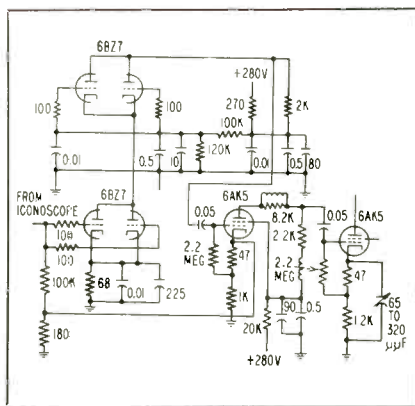 6BZ7
+280V
100
100
270
2K
100K
0.01
0.5
10
120K
0.01
0.5
80
FROM
ICONOSCOPE
6BZ7
0.05
6AK5
8.2K
0.05
6AK5
100
100
2.2K
2.2
MEG
47
2.2
MEG
47
100K
68
0.01
225
1K
90
0.5
65
TO
320
μμF
180
20K
1.2K
+280V